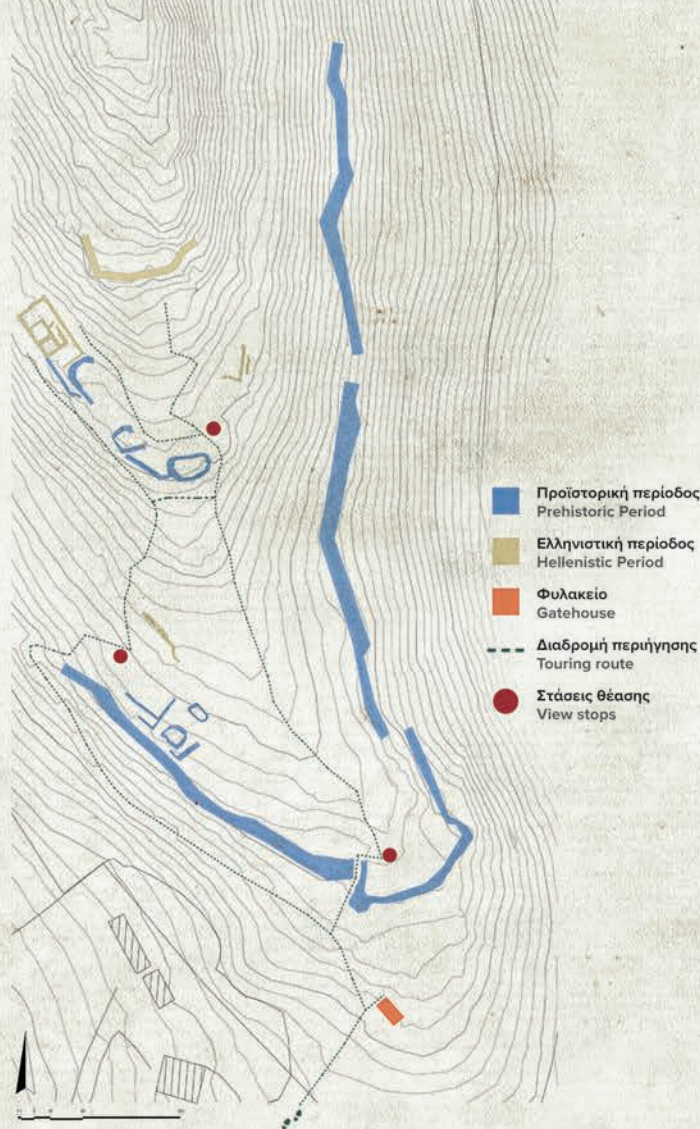 Προϊστορική περίοδος
Prehistoric Period
Ελληνιστική περίοδος
Hellenistic Period
Φυλακείο
Gatehouse
Διαδρομή περιήγησης
Touring route
Στάσεις θέασης
View stops